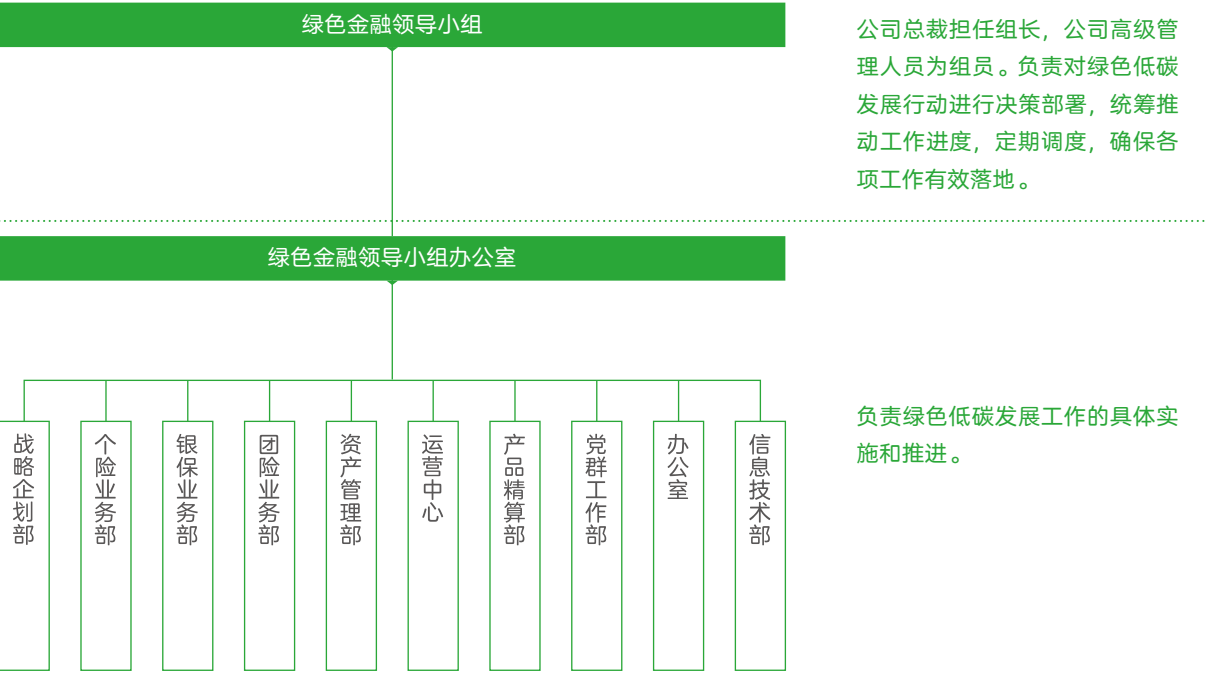 绿色金融领导小组
公司总裁担任组长，公司高级管
理人员为组员。负责对绿色低碳
发展行动进行决策部署，统筹推
动工作进度，定期调度，确保各
项工作有效落地。
绿色金融领导小组办公室
战略企划部
个险业务部
银保业务部
团险业务部
资产管理部
运营中心
产品精算部
党群工作部
办公室
信息技术部
负责绿色低碳发展工作的具体实
施和推进。